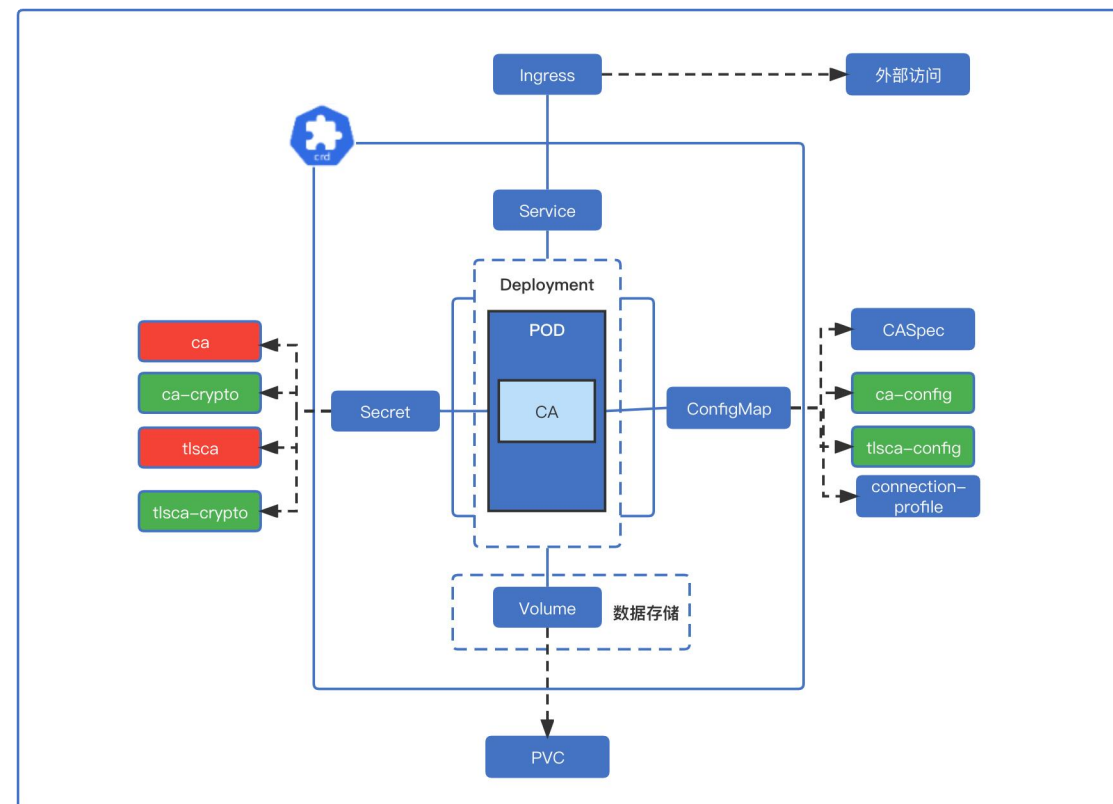 Ingress
外部访问
crd
Service
Deployment
POD
CA
Secret
ConfigMap
ca
ca-crypto
tlsca
tlsca-crypto
CASpec
ca-config
tlsca-config
connection-
profile
Volume
数据存储
PVC